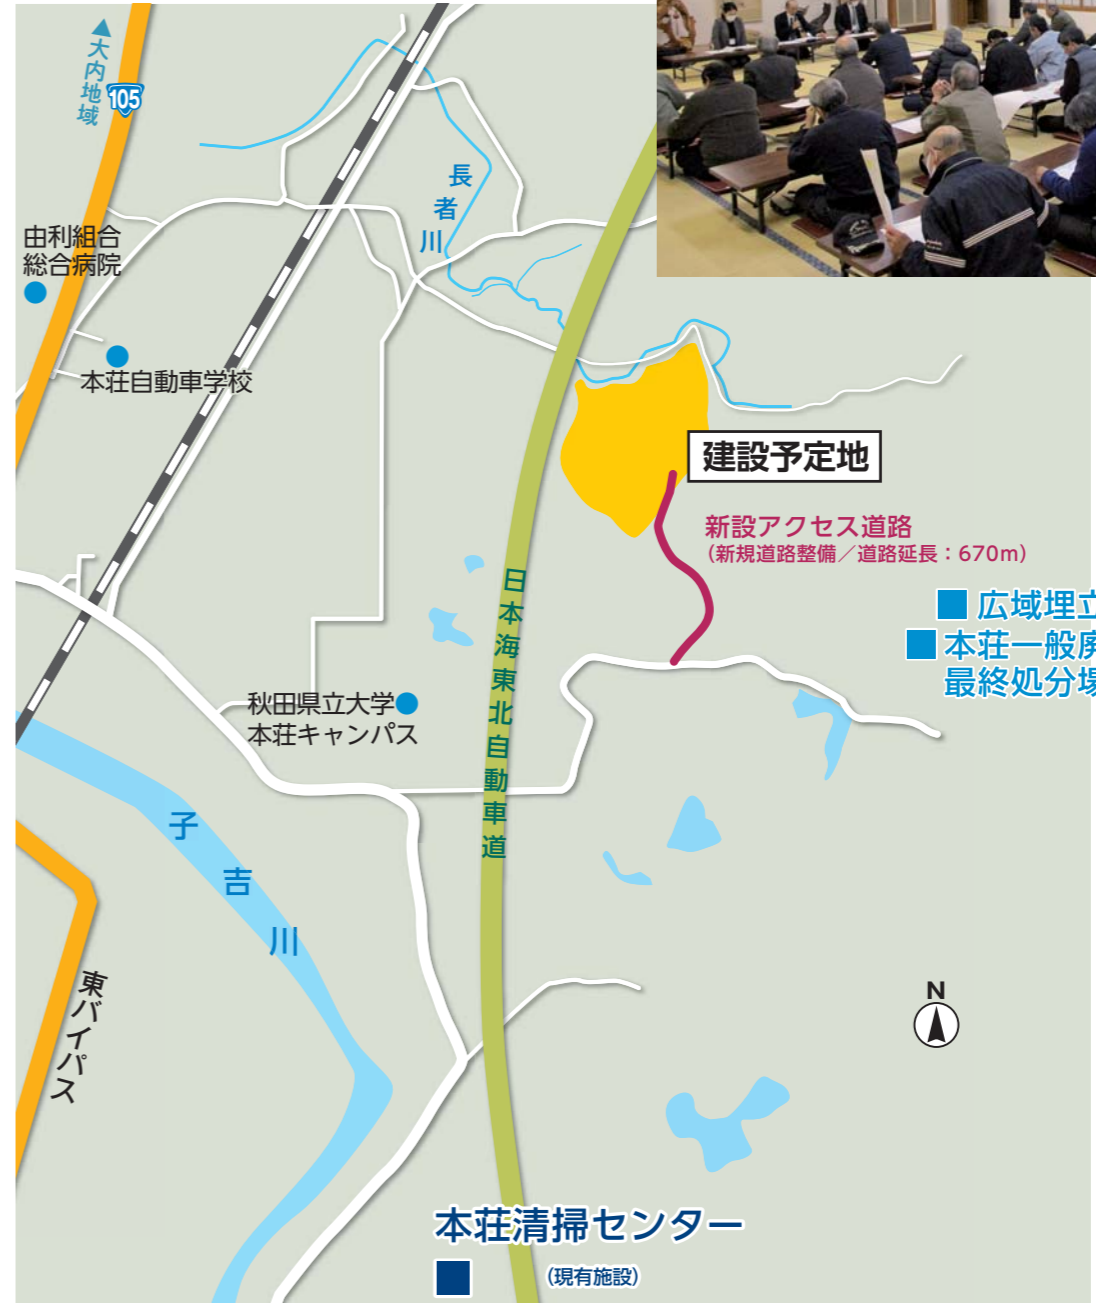 ▲大内地域
105
長者川
由利組合
総合病院
本荘自動車学校
建設予定地
新設アクセス道路
(新規道路整備／道路延長：670m)
■ 広域埋立
■ 本荘一般廃
最終処分場
日本海東北自動車道
秋田県立大学
本荘キャンパス
子吉川
東バイパス
N
本荘清掃センター
(現有施設)